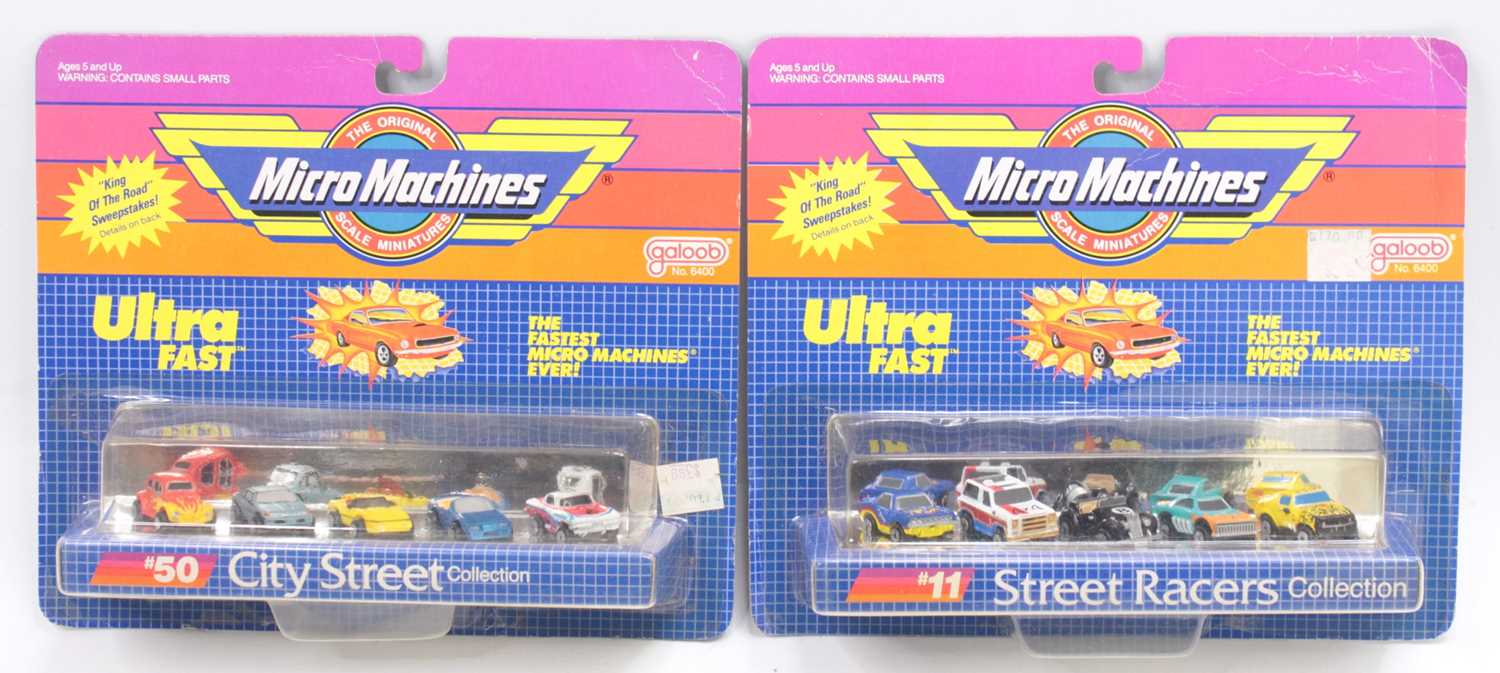 Ages 5 and Up
WARNING: CONTAINS SMALL PARTS
THE ORIGINAL
Micro Machines®
SCALE MINIATURES
"King
Of The Road"
Sweepstakes!
Details on back
galoob®
No. 6400
Ultra
FAST™
THE
FASTEST
MICRO MACHINES®
EVER!
#50 City Street Collection
Ages 5 and Up
WARNING: CONTAINS SMALL PARTS
THE ORIGINAL
Micro Machines®
SCALE MINIATURES
"King
Of The Road"
Sweepstakes!
Details on back
galoob®
No. 6400
Ultra
FAST™
THE
FASTEST
MICRO MACHINES®
EVER!
#11 Street Racers Collection